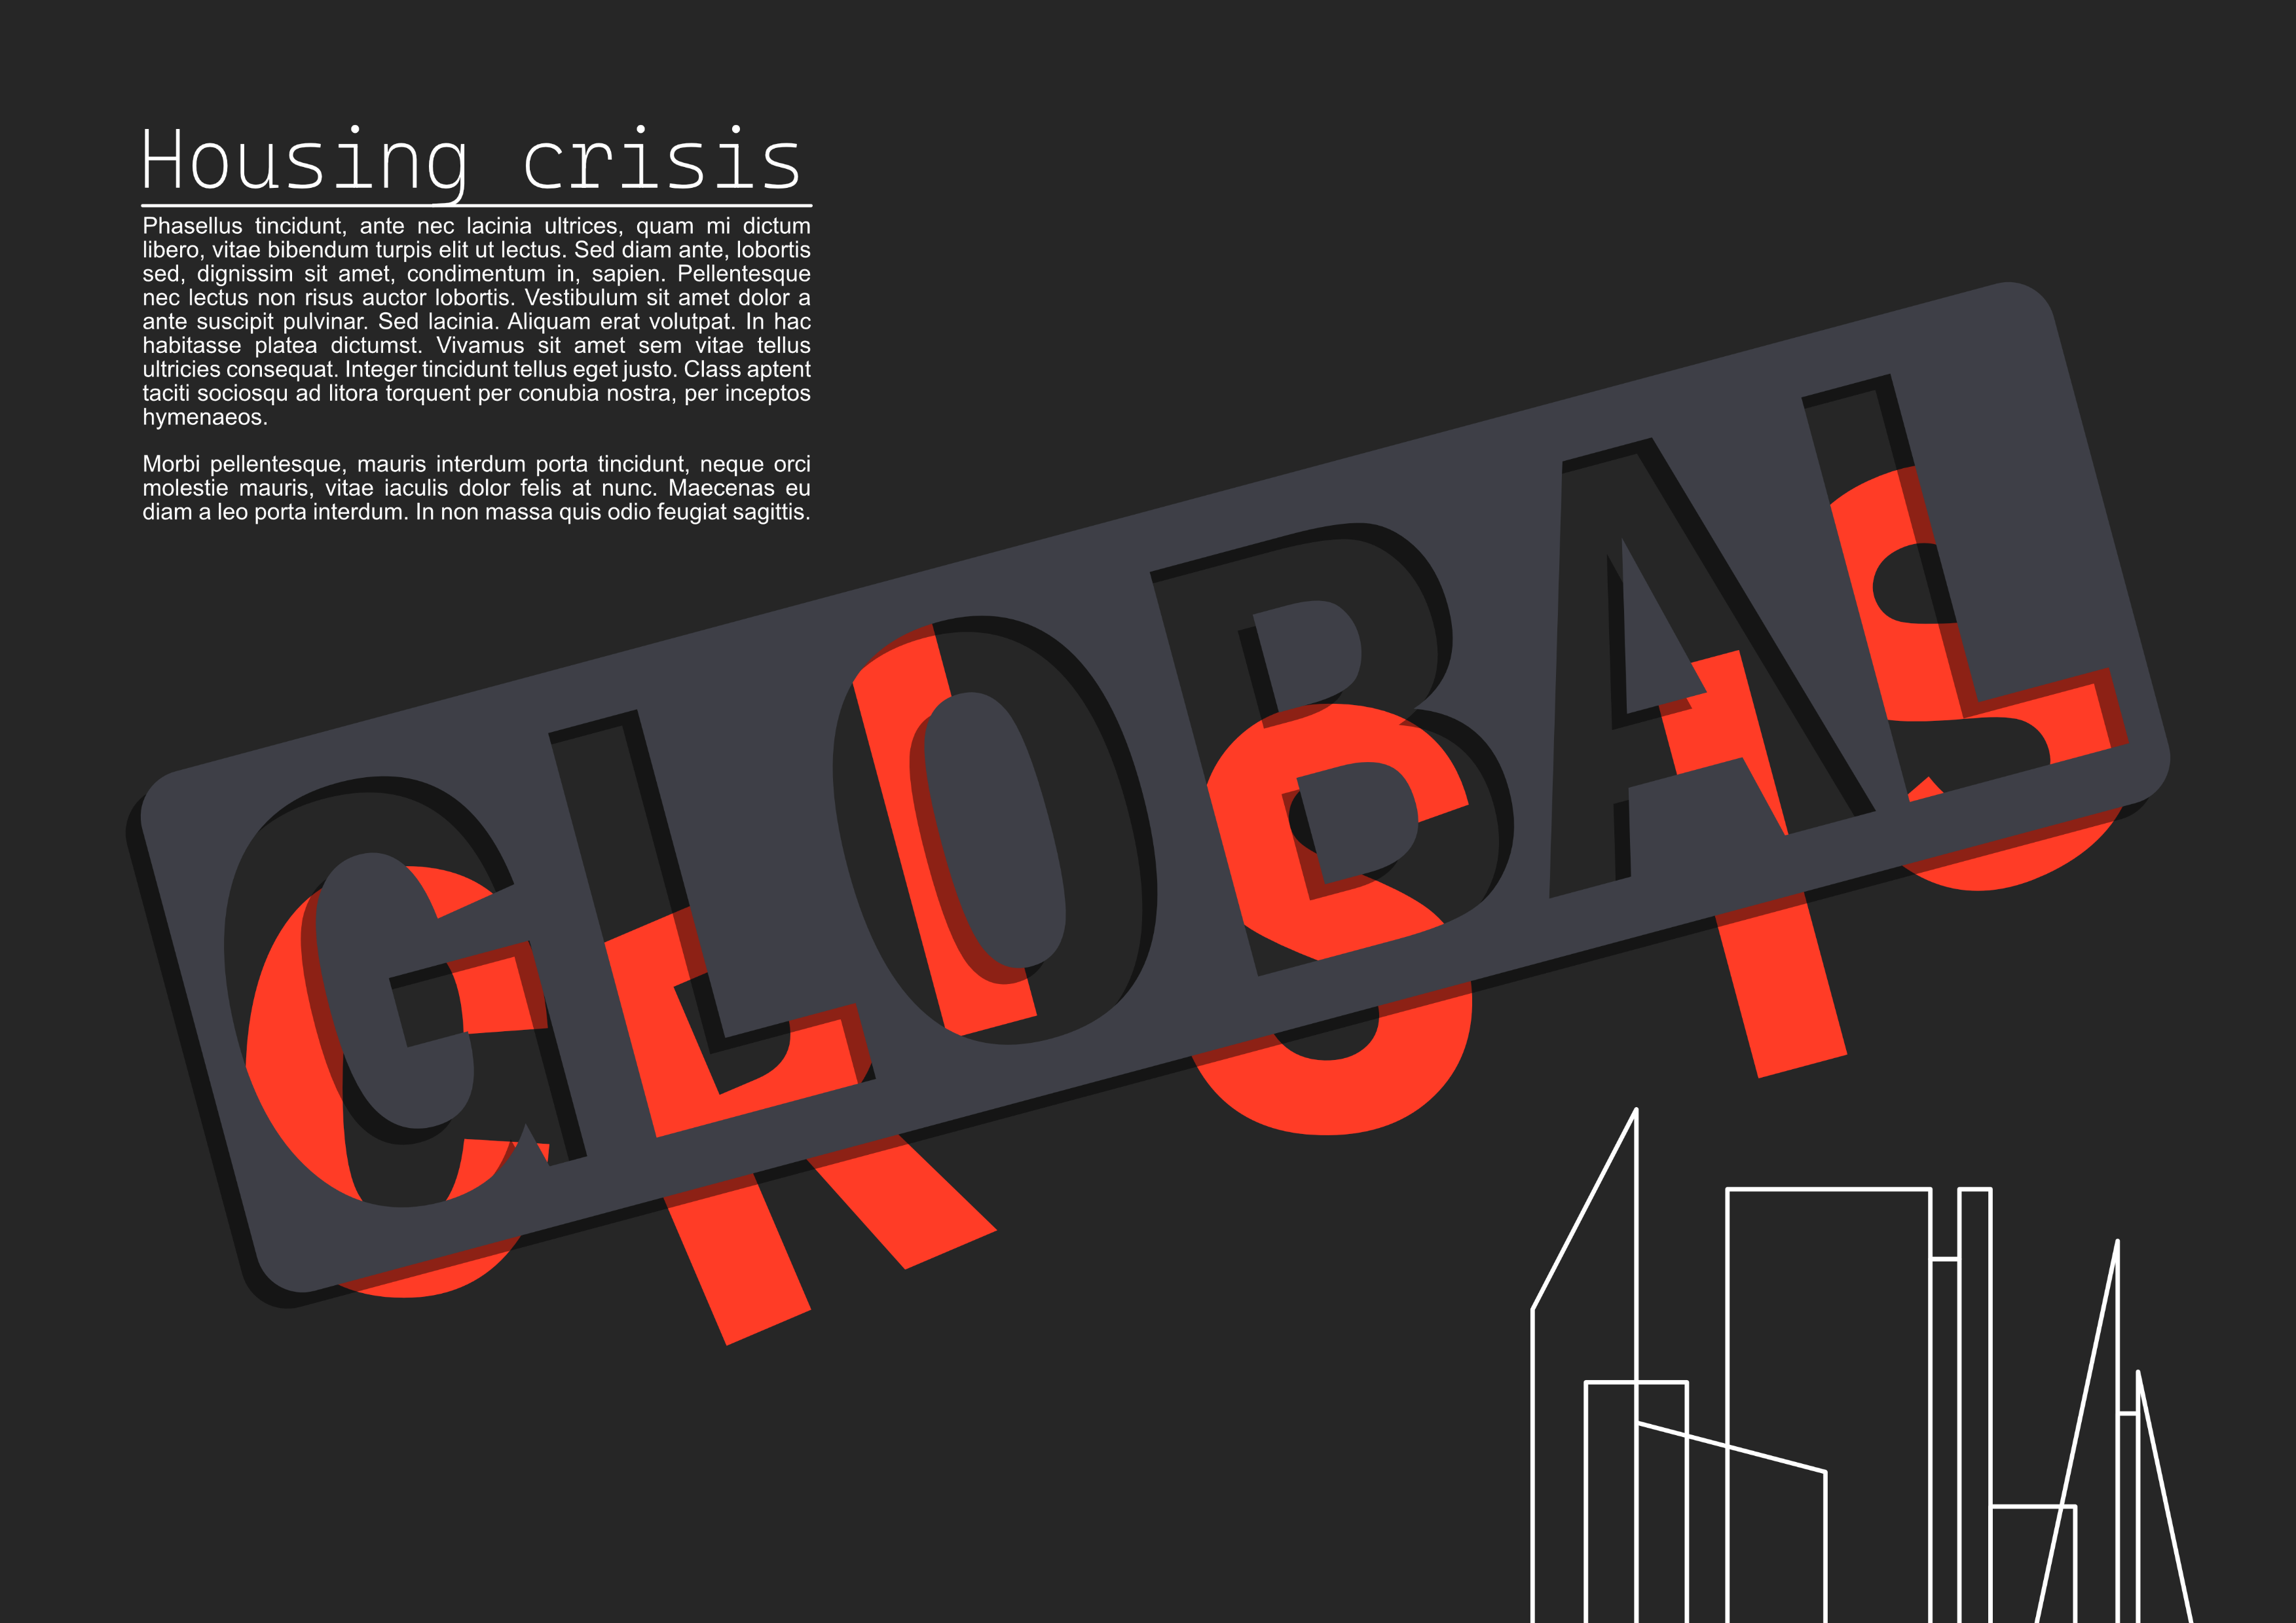 Housing crisis
Phasellus tincidunt, ante nec lacinia ultrices, quam mi dictum
libero, vitae bibendum turpis elit ut lectus. Sed diam ante, lobortis
sed, dignissim sit amet, condimentum in, sapien. Pellentesque
nec lectus non risus auctor lobortis. Vestibulum sit amet dolor a
ante suscipit pulvinar. Sed lacinia. Aliquam erat volutpat. In hac
habitasse platea dictumst. Vivamus sit amet sem vitae tellus
ultricies consequat. Integer tincidunt tellus eget justo. Class aptent
taciti sociosqu ad litora torquent per conubia nostra, per inceptos
hymenaeos.
Morbi pellentesque, mauris interdum porta tincidunt, neque orci
molestie mauris, vitae iaculis dolor felis at nunc. Maecenas eu
diam a leo porta interdum. In non massa quis odio feugiat sagittis.
GLOBAL
CRISIS